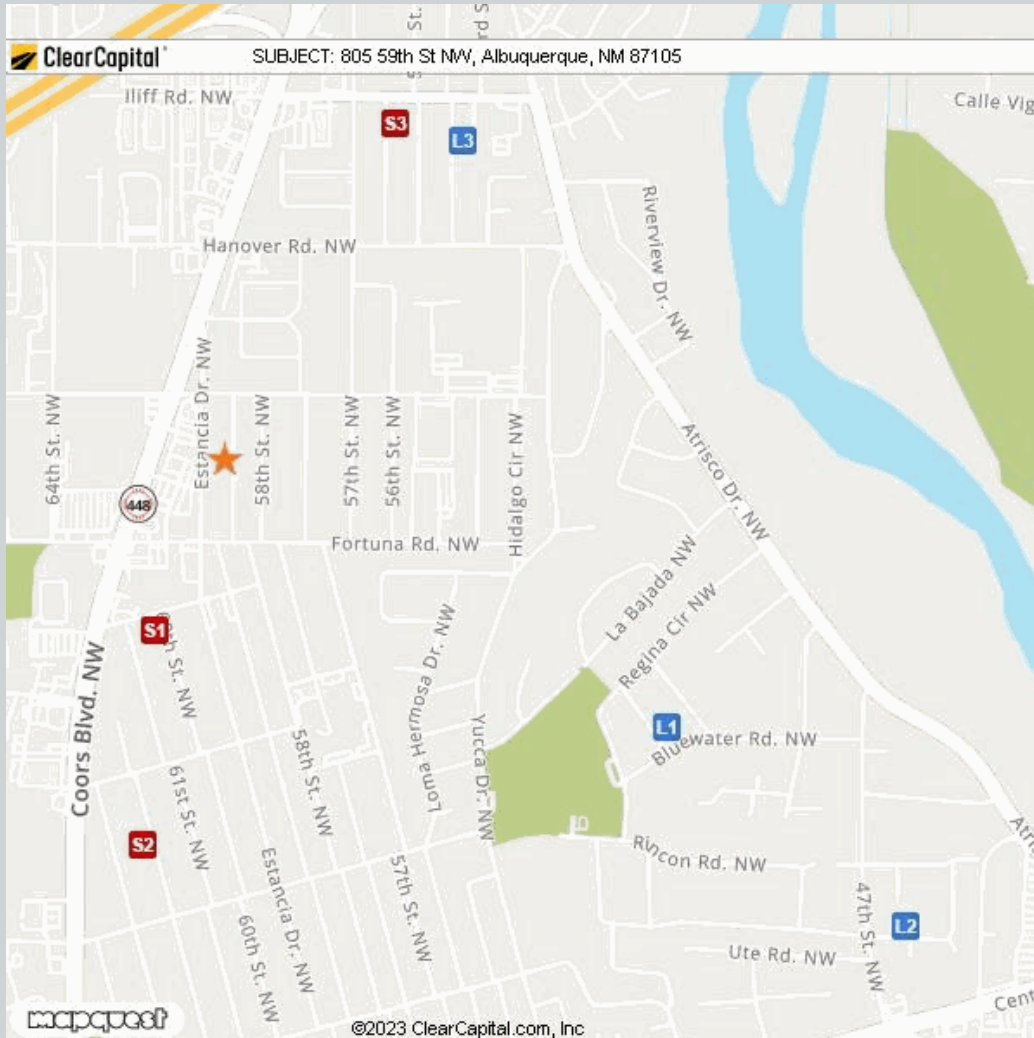 ClearCapital
SUBJECT: 805 59th St NW, Albuquerque, NM 87105
St.
Iliff Rd. NW
S3
L3
Calle Vig
Hanover Rd. NW
Riverview Dr. NW
Estancia Dr. NW
64th St. NW
58th St. NW
57th St. NW
56th St. NW
Hidalgo Cir NW
Atrisco Dr. NW
448
Fortuna Rd. NW
La Bajada NW
Regina Cir NW
S1
th St. NW
Loma Hermosa Dr. NW
Yucca Dr. NW
L1
Bluewater Rd. NW
Coors Blvd. NW
58th St. NW
61st St. NW
S2
Rincon Rd. NW
57th St. NW
Estancia Dr. NW
60th St. NW
47th St. NW
L2
Ute Rd. NW
Cent
mapquest
©2023 ClearCapital.com, Inc